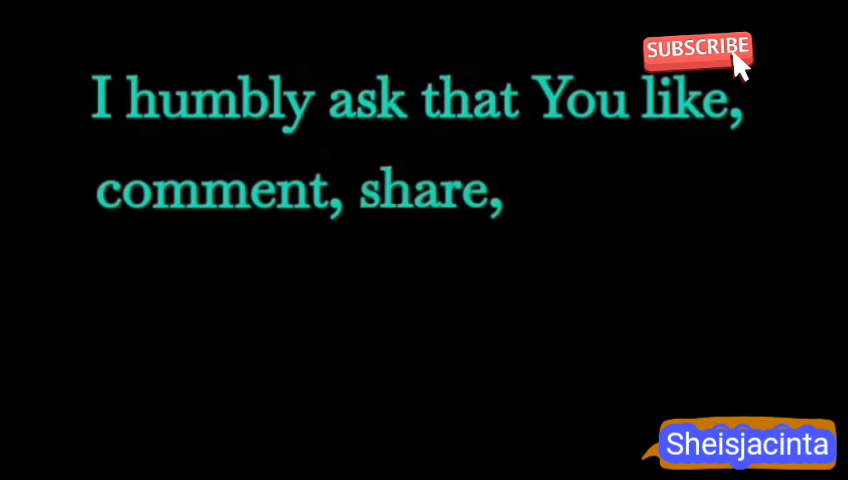 SUBSCRIBE
I humbly ask that You like,
comment, share,
Sheisjacinta